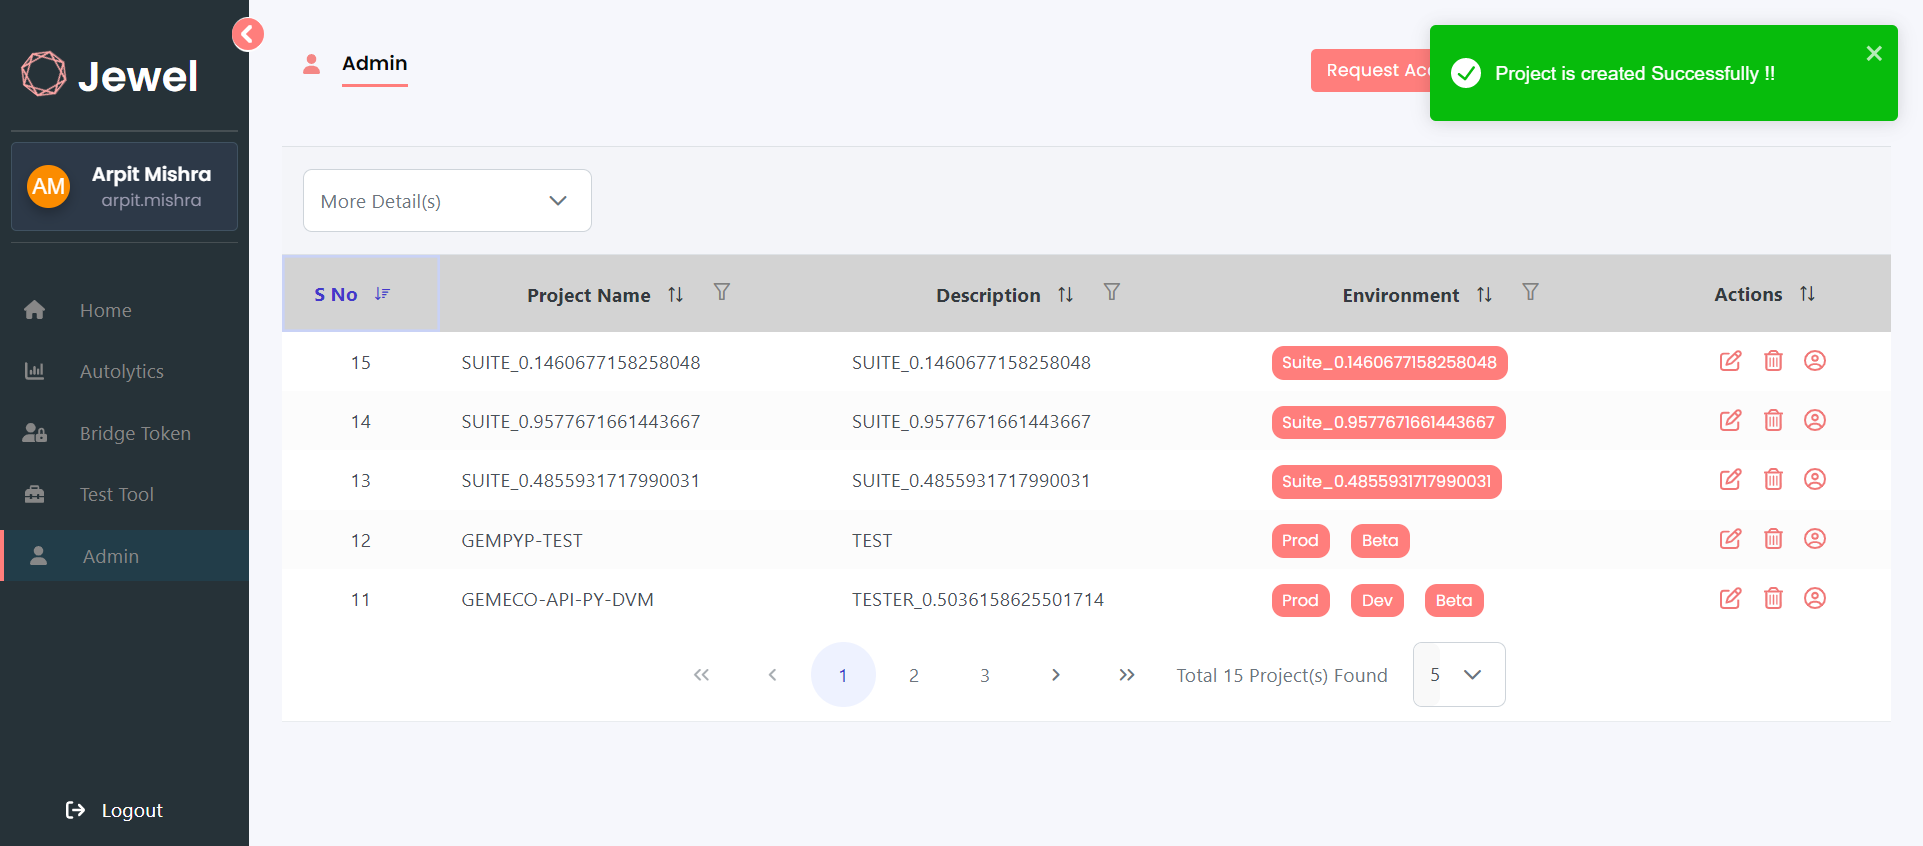 Jewel
AM
Arpit Mishra
arpit.mishra
Home
Autolytics
Bridge Token
Test Tool
Admin
Logout
Admin
Request
Project is created Successfully !!
More Detail(s)
S No Project Name Description Environment Actions
15 SUITE_0.1460677158258048 SUITE_0.1460677158258048 Suite_0.1460677158258048
14 SUITE_0.9577671661443667 SUITE_0.9577671661443667 Suite_0.9577671661443667
13 SUITE_0.4855931717990031 SUITE_0.4855931717990031 Suite_0.4855931717990031
12 GEMPYP-TEST TEST Prod Beta
11 GEMECO-API-PY-DVM TESTER_0.5036158625501714 Prod Dev Beta
1 2 3 Total 15 Project(s) Found 5